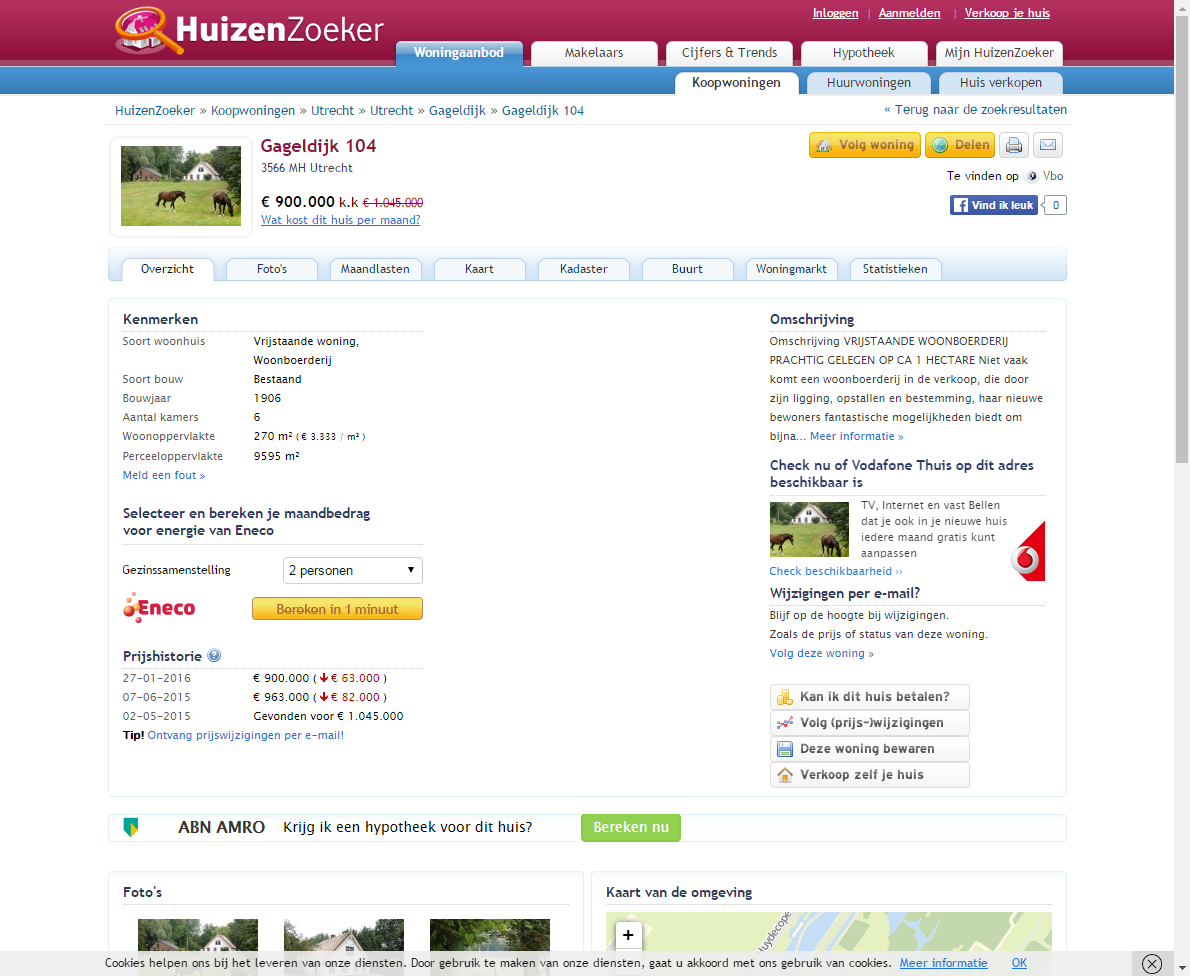 Inloggen | Aanmelden | Verkoop je huis
HuizenZoeker
Woningaanbod Makelaars Cijfers & Trends Hypotheek Mijn HuizenZoeker
Koopwoningen Huurwoningen Huis verkopen
HuizenZoeker » Koopwoningen » Utrecht » Utrecht » Gageldijk » Gageldijk 104
« Terug naar de zoekresultaten
Gageldijk 104
3566 MH Utrecht
€ 900.000 k.k € 1.045.000
Wat kost dit huis per maand?
Volg woning Delen
Te vinden op Vbo
Vind ik leuk 0
Overzicht Foto's Maandlasten Kaart Kadaster Buurt Woningmarkt Statistieken
Kenmerken
Soort woonhuis Vrijstaande woning,
Woonboerderij
Soort bouw Bestaand
Bouwjaar 1906
Aantal kamers 6
Woonoppervlakte 270 m² ( € 3.333 / m² )
Perceeloppervlakte 9595 m²
Meld een fout »
Selecteer en bereken je maandbedrag
voor energie van Eneco
Gezinssamenstelling 2 personen
Eneco Bereken in 1 minuut
Prijshistorie
27-01-2016 € 900.000 ( € 63.000 )
07-06-2015 € 963.000 ( € 82.000 )
02-05-2015 Gevonden voor € 1.045.000
Tip! Ontvang prijswijzigingen per e-mail!
Omschrijving
Omschrijving VRIJSTAANDE WOONBOERDERIJ
PRACHTIG GELEGEN OP CA 1 HECTARE Niet vaak
komt een woonboerderij in de verkoop, die door
zijn ligging, opstallen en bestemming, haar nieuwe
bewoners fantastische mogelijkheden biedt om
bijna... Meer informatie »
Check nu of Vodafone Thuis op dit adres
beschikbaar is
TV, Internet en vast Bellen
dat je ook in je nieuwe huis
iedere maand gratis kunt
aanpassen
Check beschikbaarheid ››
Wijzigingen per e-mail?
Blijf op de hoogte bij wijzigingen.
Zoals de prijs of status van deze woning.
Volg deze woning »
Kan ik dit huis betalen?
Volg (prijs-)wijzigingen
Deze woning bewaren
Verkoop zelf je huis
ABN AMRO Krijg ik een hypotheek voor dit huis? Bereken nu
Foto's
Kaart van de omgeving
+
Cookies helpen ons bij het leveren van onze diensten. Door gebruik te maken van onze diensten, gaat u akkoord met ons gebruik van cookies. Meer informatie OK